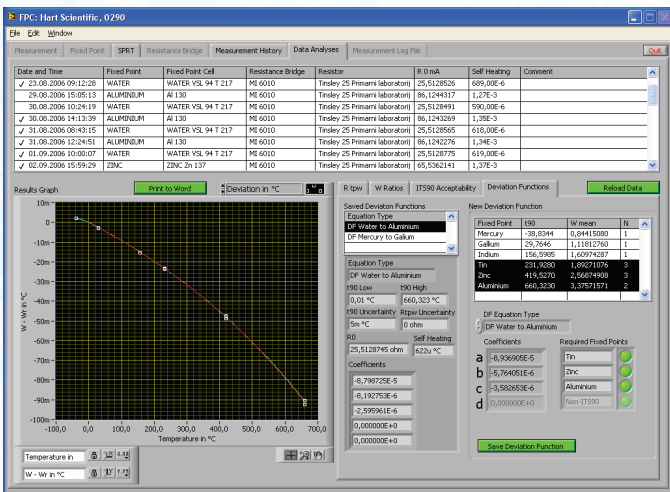 FPC: Hart Scientific, 0290
File Edit Window
Measurement Fixed Point SPRT Resistance Bridge Measurement History Data Analyses Measurement Log File Quit
Date and Time Fixed Point Fixed Point Cell Resistance Bridge Resistor R 0 mA Self Heating Comment
✓ 23.08.2006 09:12:28 WATER WATER VSL 94 T 217 MI 6010 Tinsley 25 Primarni laboratorij 25,5128526 689,00E-6
29.08.2006 15:05:13 ALUMINIUM Al 130 MI 6010 Tinsley 25 Primarni laboratorij 86,1244317 1,27E-3
30.08.2006 10:24:19 WATER WATER VSL 94 T 217 MI 6010 Tinsley 25 Primarni laboratorij 25,5128491 590,00E-6
✓ 30.08.2006 14:13:39 ALUMINIUM Al 130 MI 6010 Tinsley 25 Primarni laboratorij 86,1243269 1,35E-3
✓ 31.08.2006 08:43:15 WATER WATER VSL 94 T 217 MI 6010 Tinsley 25 Primarni laboratorij 25,5128565 618,00E-6
✓ 31.08.2006 12:24:51 ALUMINIUM Al 130 MI 6010 Tinsley 25 Primarni laboratorij 86,1242276 1,34E-3
✓ 01.09.2006 10:00:07 WATER WATER VSL 94 T 217 MI 6010 Tinsley 25 Primarni laboratorij 25,5128775 619,00E-6
✓ 02.09.2006 15:59:29 ZINC ZINC Zn 137 MI 6010 Tinsley 25 Primarni laboratorij 65,5362141 1,37E-3
Results Graph Print to Word Deviation in °C
10m
0
-10m
-20m
-30m
-40m
-50m
-60m
-70m
-80m
-90m
-100m
W - Wr in °C
-100,0 0,0 100,0 200,0 300,0 400,0 500,0 600,0 700,0
Temperature in °C
Temperature in
W - Wr in °C
R tpw W Ratios ITS90 Acceptability Deviation Functions Reload Data
Saved Deviaton Functions
Equation Type
DF Water to Aluminium
DF Mercury to Galium
Equation Type
DF Water to Aluminium
t90 Low t90 High
0,01 °C 660,323 °C
t90 Uncertainty Rtpw Uncertainty
5m °C 0 ohm
R0 Self Heating
25,5128745 ohm 622u °C
Coefficients
-8,798725E-5
-8,192753E-6
-2,595961E-6
0,000000E+0
0,000000E+0
New Deviation Function
Fixed Point t90 W mean N
Mercury -38,8344 0,84415080 1
Gallium 29,7646 1,11812760 1
Indium 156,5985 1,60974287 1
Tin 231,9280 1,89271076 3
Zinc 419,5270 2,56874908 3
Aluminium 660,3230 3,37571571 2
DF Equation Type
DF Water to Aluminium
Coefficients Required Fixed Points
a -8,936905E-5 Tin
b -5,764051E-6 Zinc
c -3,582653E-6 Aluminium
d 0,000000E+0 Non-ITS90
Save Deviation Function